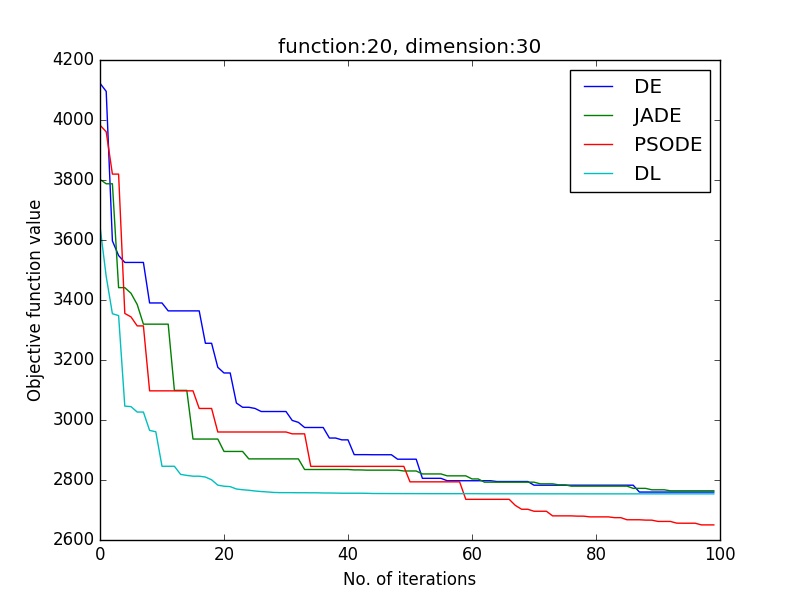 function:20, dimension:30
4200
4000
3800
3600
3400
3200
3000
2800
2600
Objective function value
DE
JADE
PSODE
DL
0
20
40
60
80
100
No. of iterations